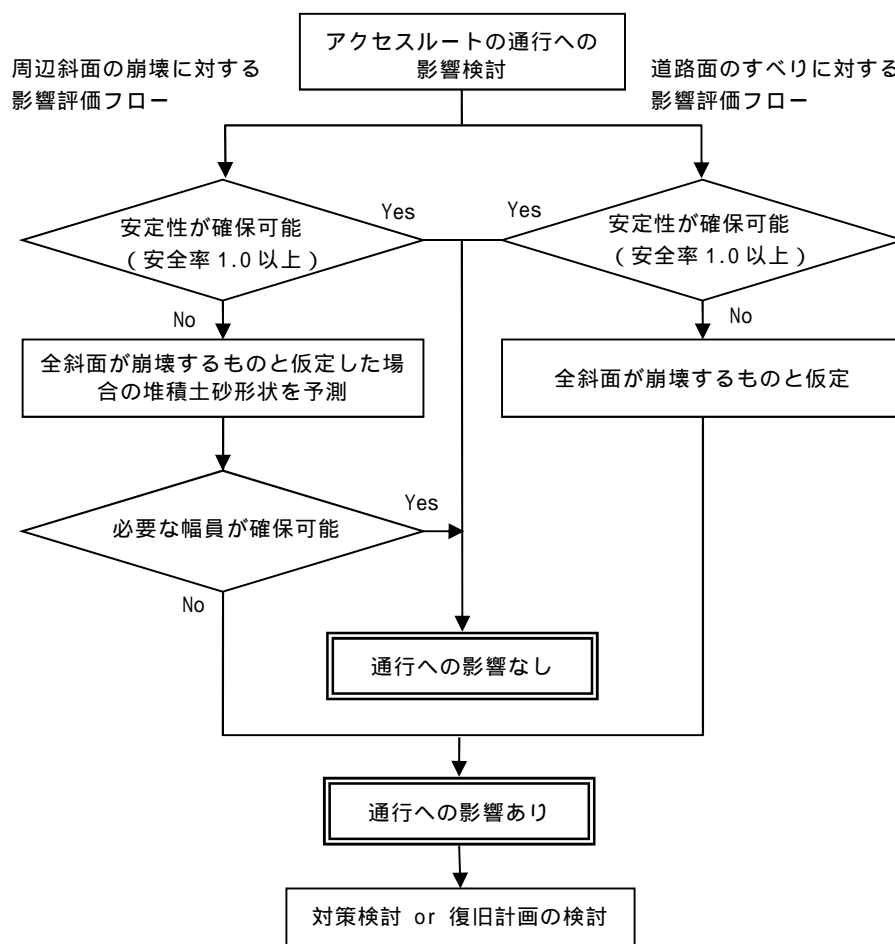 アクセスルートの通行への
影響検討
周辺斜面の崩壊に対する
影響評価フロー
道路面のすべりに対する
影響評価フロー
安定性が確保可能
(安全率1.0以上)
Yes
No
安定性が確保可能
(安全率1.0以上)
Yes
No
全斜面が崩壊するものと仮定した場
合の堆積土砂形状を予測
全斜面が崩壊するものと仮定
必要な幅員が確保可能
Yes
No
通行への影響なし
通行への影響あり
対策検討 or 復旧計画の検討